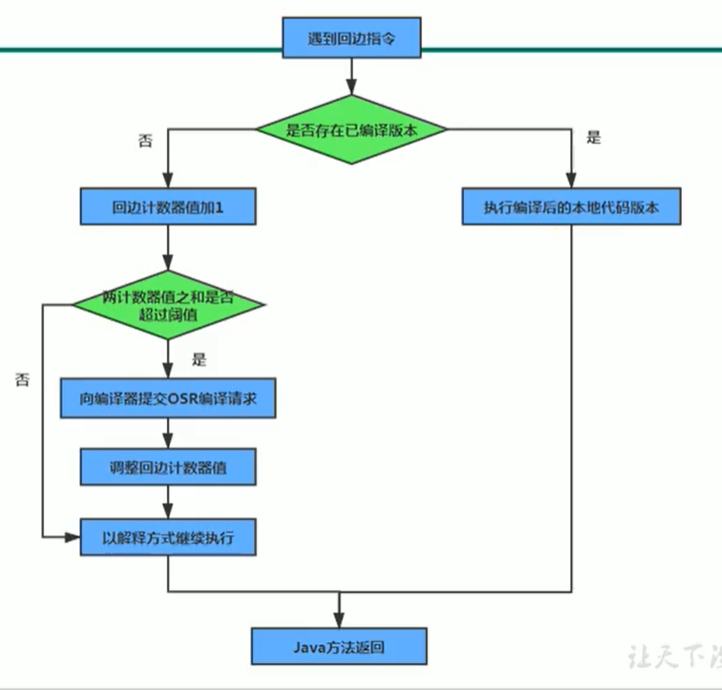 遇到回边指令
是否存在已编译版本
否
是
回边计数器值加1
执行编译后的本地代码版本
两计数器值之和是否
超过阈值
是
否
向编译器提交OSR编译请求
调整回边计数器值
以解释方式继续执行
Java方法返回
让天下